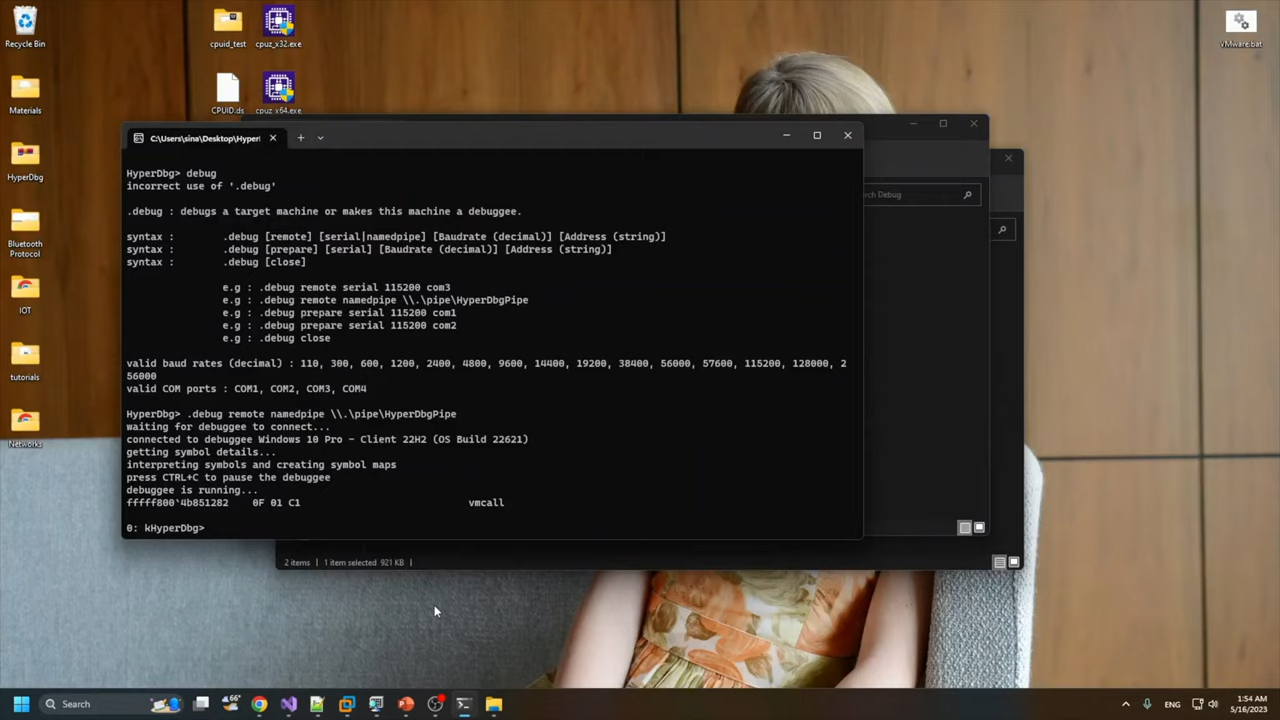 Recycle Bin
cpuid_test
cpuz_x32.exe
VMware.bat
Materials
CPUID.ds
cpuz_x64.exe
HyperDbg
Bluetooth
Protocol
IOT
tutorials
Networks
C:\Users\sina\Desktop\Hyper
HyperDbg> debug
incorrect use of '.debug'
.debug : debugs a target machine or makes this machine a debuggee.
syntax : .debug [remote] [serial|namedpipe] [Baudrate (decimal)] [Address (string)]
syntax : .debug [prepare] [serial] [Baudrate (decimal)] [Address (string)]
syntax : .debug [close]
e.g : .debug remote serial 115200 com3
e.g : .debug remote namedpipe \\.\pipe\HyperDbgPipe
e.g : .debug prepare serial 115200 com1
e.g : .debug prepare serial 115200 com2
e.g : .debug close
valid baud rates (decimal) : 110, 300, 600, 1200, 2400, 4800, 9600, 14400, 19200, 38400, 56000, 57600, 115200, 128000, 2
56000
valid COM ports : COM1, COM2, COM3, COM4
HyperDbg> .debug remote namedpipe \\.\pipe\HyperDbgPipe
waiting for debuggee to connect...
connected to debuggee Windows 10 Pro - Client 22H2 (OS Build 22621)
getting symbol details...
interpreting symbols and creating symbol maps
press CTRL+C to pause the debuggee
debuggee is running...
fffff800`4b851282 0F 01 C1 vmcall
0: kHyperDbg>
rch Debug
2 items | 1 item selected 921 KB |
Search
66°
ENG
1:54 AM
5/16/2023